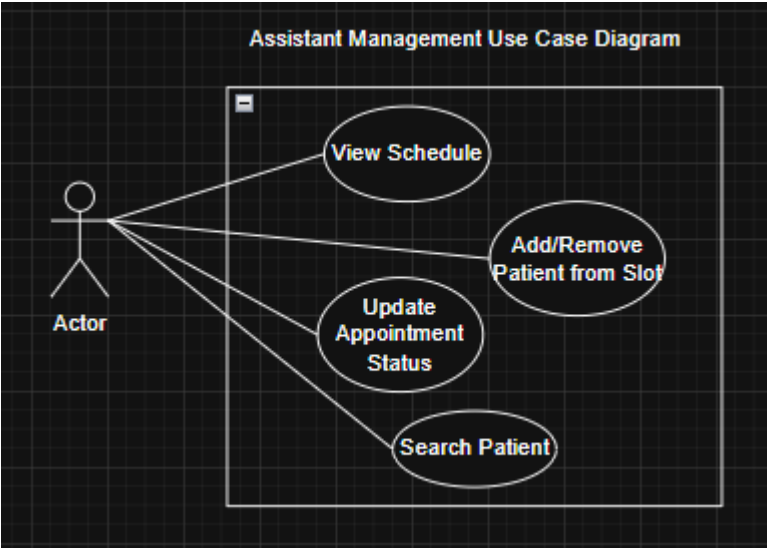 Assistant Management Use Case Diagram
View Schedule
Add/Remove
Patient from Slot
Update
Appointment
Status
Actor
Search Patient